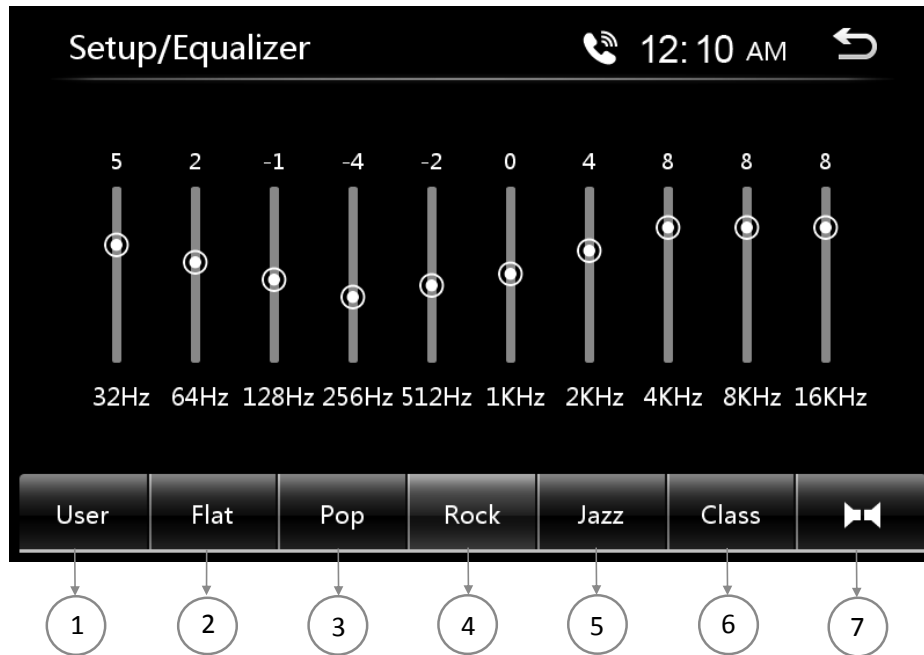 Setup/Equalizer 12: 10 AM
5 2 -1 -4 -2 0 4 8 8 8
32Hz 64Hz 128Hz 256Hz 512Hz 1KHz 2KHz 4KHz 8KHz 16KHz
User Flat Pop Rock Jazz Class
1 2 3 4 5 6 7